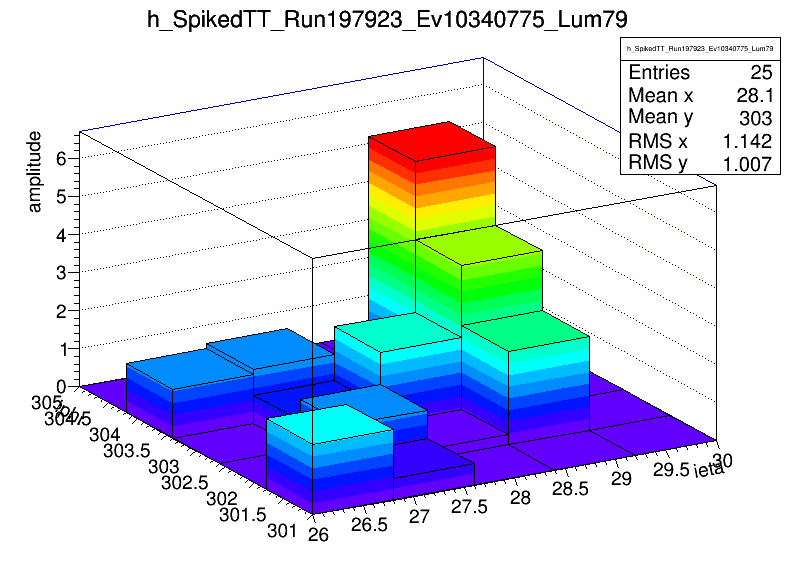 h_SpikedTT_Run197923_Ev10340775_Lum79
h_SpikedTT_Run197923_Ev10340775_Lum79
Entries 25
Mean x 28.1
Mean y 303
RMS x 1.142
RMS y 1.007
amplitude
6
5
4
3
2
1
0
305
304.5
304
303.5
303
302.5
302
301.5
301
26
26.5
27
27.5
28
28.5
29
29.5
30
ieta